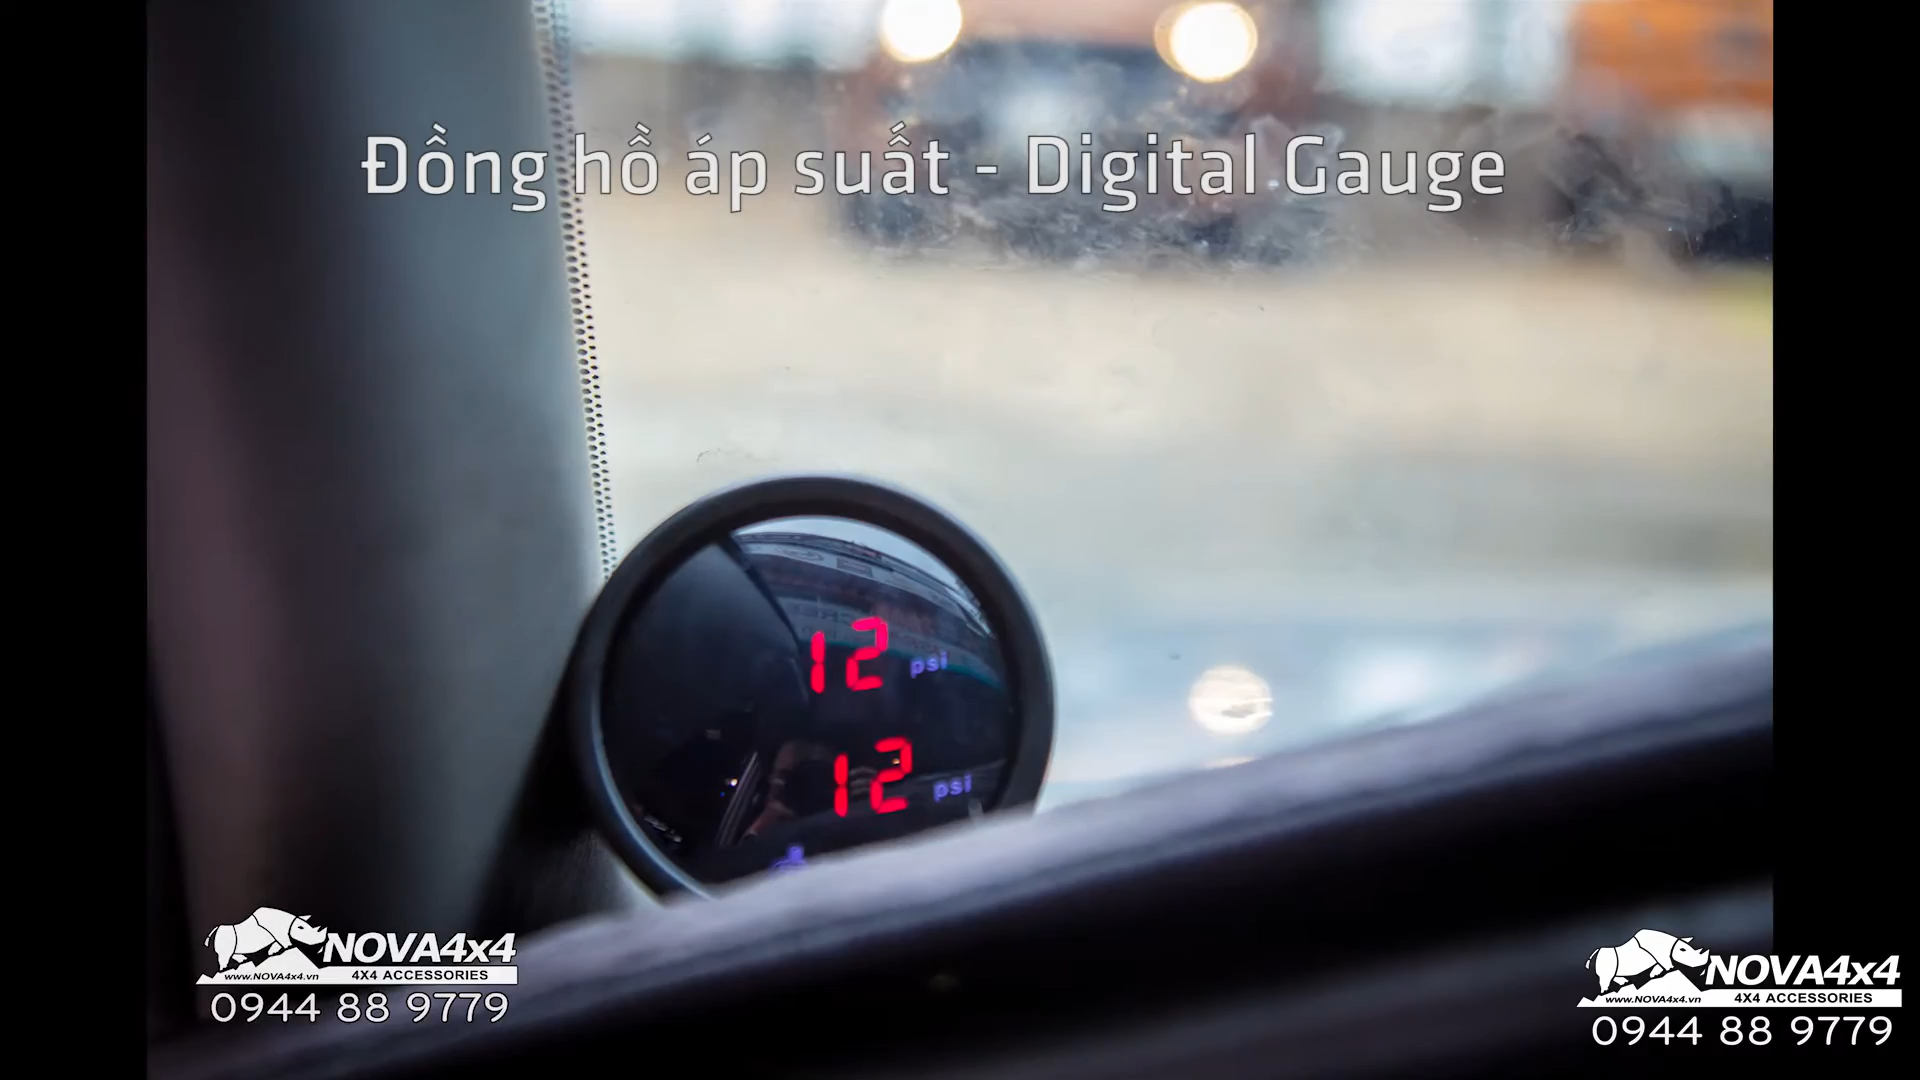 Đồng hồ áp suất - Digital Gauge
12 psi
12 psi
NOVA4x4
www.NOVA4x4.vn 4X4 ACCESSORIES
0944 88 9779
NOVA4x4
www.NOVA4x4.vn 4X4 ACCESSORIES
0944 88 9779